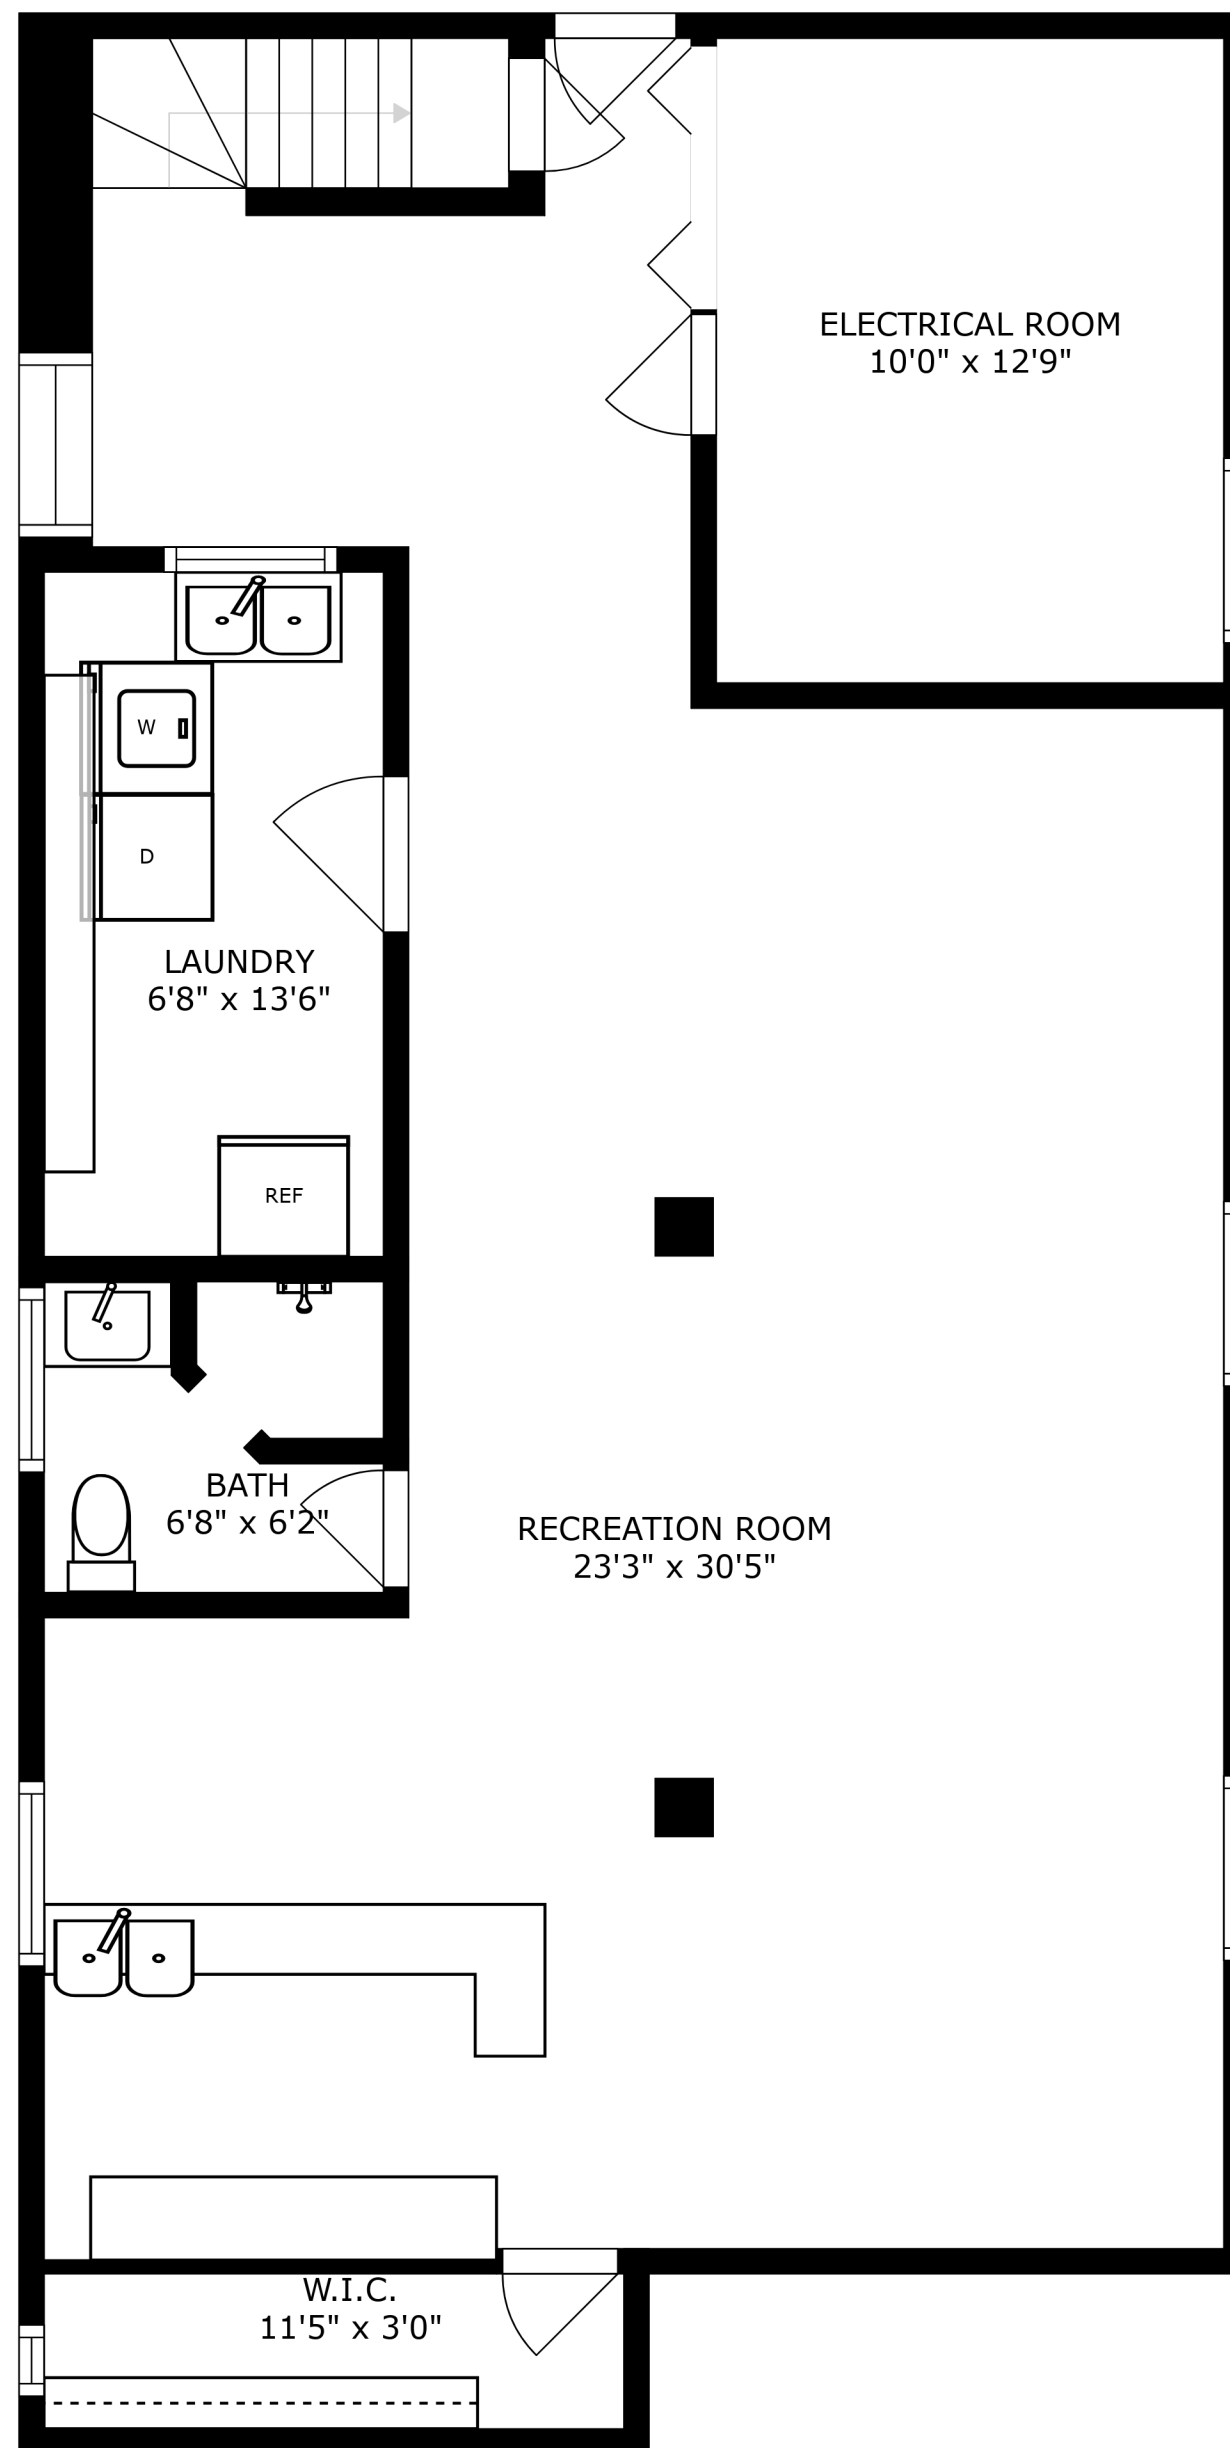 ELECTRICAL ROOM
10'0" x 12'9"
W
D
LAUNDRY
6'8" x 13'6"
REF
BATH
6'8" x 6'2"
RECREATION ROOM
23'3" x 30'5"
W.I.C.
11'5" x 3'0"